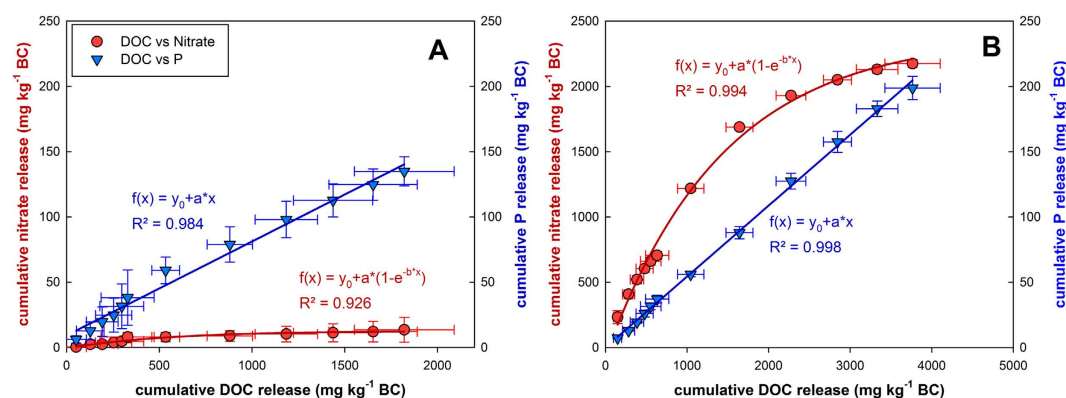 DOC vs Nitrate
DOC vs P
A
cumulative nitrate release (mg kg⁻¹ BC)
250
200
150
100
50
0
f(x) = y₀+a*x
R² = 0.984
f(x) = y₀+a*(1-e⁻ᵇ*ˣ)
R² = 0.926
250
200
150
100
50
0
cumulative P release (mg kg⁻¹ BC)
0 500 1000 1500 2000
cumulative DOC release (mg kg⁻¹ BC)
B
cumulative nitrate release (mg kg⁻¹ BC)
2500
2000
1500
1000
500
0
f(x) = y₀+a*(1-e⁻ᵇ*ˣ)
R² = 0.994
f(x) = y₀+a*x
R² = 0.998
250
200
150
100
50
0
cumulative P release (mg kg⁻¹ BC)
0 1000 2000 3000 4000 5000
cumulative DOC release (mg kg⁻¹ BC)